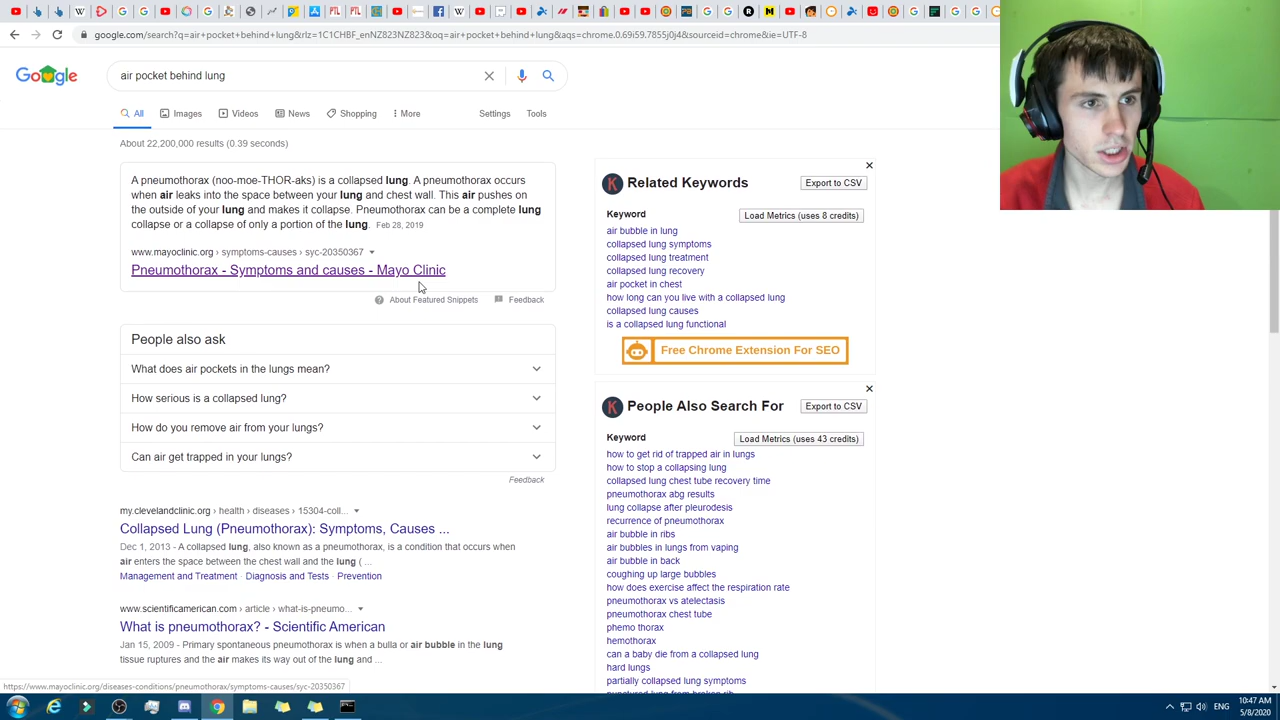 google.com/search?q=air+pocket+behind+lung&rlz=1C1CHBF_enNZ823NZ823&oq=air+pocket+behind+lung&aqs=chrome.0.69i59.7855j0j4&sourceid=chrome&ie=UTF-8
Google
air pocket behind lung
All Images Videos News Shopping More Settings Tools
About 22,200,000 results (0.39 seconds)
A pneumothorax (noo-moe-THOR-aks) is a collapsed lung. A pneumothorax occurs
when air leaks into the space between your lung and chest wall. This air pushes on
the outside of your lung and makes it collapse. Pneumothorax can be a complete lung
collapse or a collapse of only a portion of the lung. Feb 28, 2019
www.mayoclinic.org › symptoms-causes › syc-20350367
Pneumothorax - Symptoms and causes - Mayo Clinic
About Featured Snippets Feedback
People also ask
What does air pockets in the lungs mean?
How serious is a collapsed lung?
How do you remove air from your lungs?
Can air get trapped in your lungs?
Feedback
my.clevelandclinic.org › health › diseases › 15304-coll...
Collapsed Lung (Pneumothorax): Symptoms, Causes ...
Dec 1, 2013 - A collapsed lung, also known as a pneumothorax, is a condition that occurs when
air enters the space between the chest wall and the lung ( ...
Management and Treatment · Diagnosis and Tests · Prevention
www.scientificamerican.com › article › what-is-pneumo...
What is pneumothorax? - Scientific American
Jan 15, 2009 - Primary spontaneous pneumothorax is when a bulla or air bubble in the lung
tissue ruptures and the air makes its way out of the lung and ...
https://www.mayoclinic.org/diseases-conditions/pneumothorax/symptoms-causes/syc-20350367
Related Keywords
Export to CSV
Keyword
Load Metrics (uses 8 credits)
air bubble in lung
collapsed lung symptoms
collapsed lung treatment
collapsed lung recovery
air pocket in chest
how long can you live with a collapsed lung
collapsed lung causes
is a collapsed lung functional
Free Chrome Extension For SEO
People Also Search For
Export to CSV
Keyword
Load Metrics (uses 43 credits)
how to get rid of trapped air in lungs
how to stop a collapsing lung
collapsed lung chest tube recovery time
pneumothorax abg results
lung collapse after pleurodesis
recurrence of pneumothorax
air bubble in ribs
air bubbles in lungs from vaping
air bubble in back
coughing up large bubbles
how does exercise affect the respiration rate
pneumothorax vs atelectasis
pneumothorax chest tube
phemo thorax
hemothorax
can a baby die from a collapsed lung
hard lungs
partially collapsed lung symptoms
punctured lung from broken rib
ENG
10:47 AM
5/8/2020